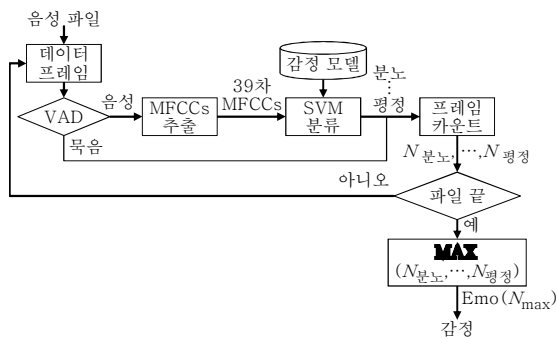 음성 파일
데이터
프레임
VAD
음성
묵음
MFCCs
추출
39차
MFCCs
감정 모델
SVM
분류
분노
⋮
평정
프레임
카운트
N분노,…,N평정
아니오
파일 끝
예
MAX
(N분노,…,N평정)
Emo(Nmax)
감정